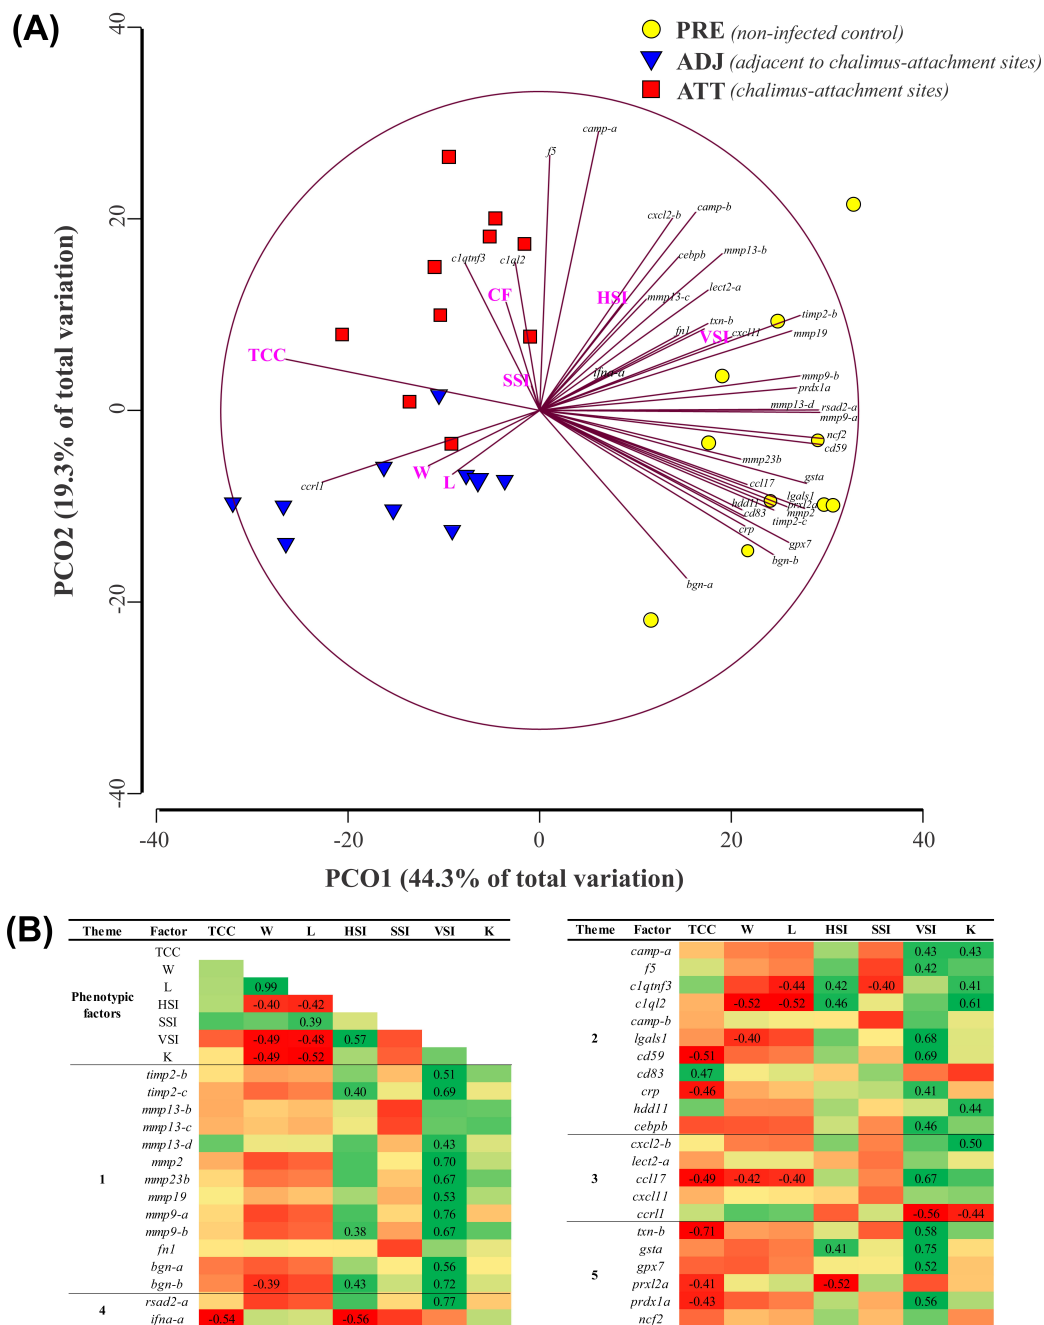 (A)
PRE (non-infected control)
ADJ (adjacent to chalimus-attachment sites)
ATT (chalimus-attachment sites)
40
20
0
-20
-40
PCO2 (19.3% of total variation)
camp-a
f5
cxcl2-b
camp-b
c1qtnf3
c1ql2
cebpb
mmp13-b
CF
HSI
mmp13-c
lect2-a
timp2-b
txn-b
fn1
cxcl11
mmp19
VSI
TCC
SSI
ifna-a
mmp9-b
prdx1a
mmp13-d
rsad2-a
mmp9-a
ncf2
cd59
mmp23b
W
L
ccrl1
ccl17
gsta
lgals1
hdd11
prxl2a
cd83
mmp2
timp2-c
crp
gpx7
bgn-b
bgn-a
-40
-20
0
20
40
PCO1 (44.3% of total variation)
(B)
Theme Factor TCC W L HSI SSI VSI K
Phenotypic factors
TCC
W
L 0.99
HSI -0.40 -0.42
SSI 0.39
VSI -0.49 -0.48 0.57
K -0.49 -0.52
1
timp2-b 0.51
timp2-c 0.40 0.69
mmp13-b
mmp13-c
mmp13-d 0.43
mmp2 0.70
mmp23b 0.67
mmp19 0.53
mmp9-a 0.76
mmp9-b 0.38 0.67
fn1
bgn-a 0.56
bgn-b -0.39 0.43 0.72
4
rsad2-a 0.77
ifna-a -0.54 -0.56
Theme Factor TCC W L HSI SSI VSI K
2
camp-a 0.43 0.43
f5 0.42
c1qtnf3 -0.44 0.42 -0.40 0.41
c1ql2 -0.52 -0.52 0.46 0.61
camp-b
lgals1 -0.40 0.68
cd59 -0.51 0.69
cd83 0.47
crp -0.46 0.41
hdd11 0.44
cebpb 0.46
3
cxcl2-b 0.50
lect2-a
ccl17 -0.49 -0.42 -0.40 0.67
cxcl11
ccrl1 -0.56 -0.44
5
txn-b -0.71 0.58
gsta 0.41 0.75
gpx7 0.52
prxl2a -0.41 -0.52
prdx1a -0.43 0.56
ncf2